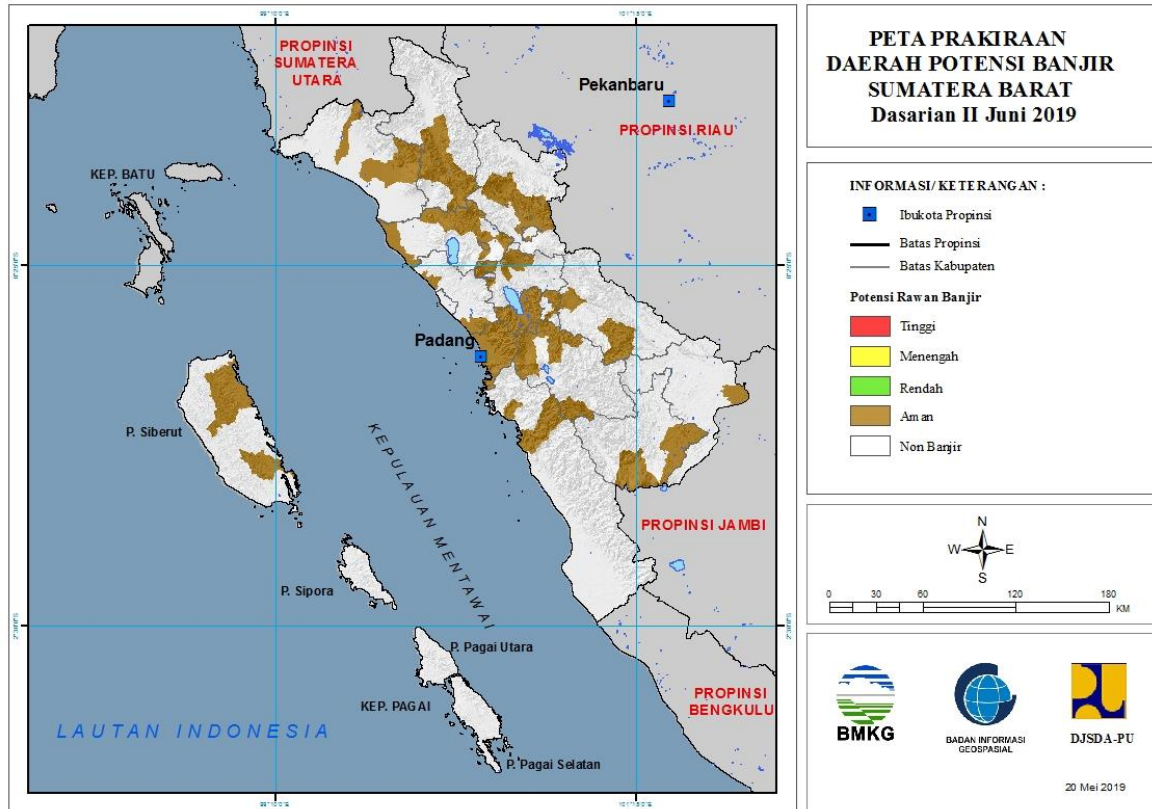 PETA PRAKIRAAN
DAERAH POTENSI BANJIR
SUMATERA BARAT
Dasarian II Juni 2019
INFORMASI/ KETERANGAN :
Ibukota Propinsi
Batas Propinsi
Batas Kabupaten
Potensi Rawan Banjir
Tinggi
Menengah
Rendah
Aman
Non Banjir
N
W E
S
0 30 60 120 180
KM
BMKG
BADAN INFORMASI
GEOSPASIAL
DJSDA-PU
20 Mei 2019
PROPINSI
SUMATERA
UTARA
Pekanbaru
PROPINSI RIAU
KEP. BATU
Padang
P. Siberut
KEPULAUAN MENTAWAI
PROPINSI JAMBI
P. Sipora
P. Pagai Utara
KEP. PAGAI
PROPINSI
BENGKULU
LAUTAN INDONESIA
P. Pagai Selatan